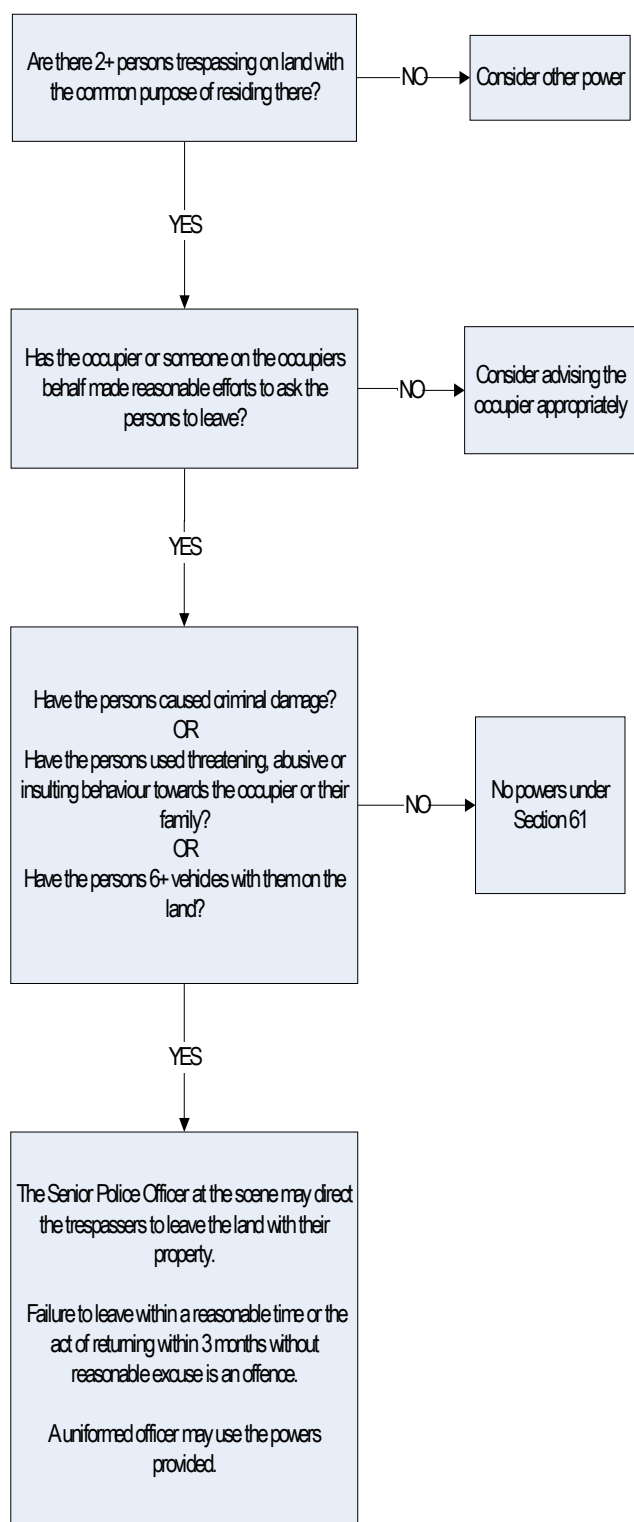 Are there 2+ persons trespassing on land with
the common purpose of residing there?
NO
Consider other power
YES
Has the occupier or someone on the occupiers
behalf made reasonable efforts to ask the
persons to leave?
NO
Consider advising the
occupier appropriately
YES
Have the persons caused criminal damage?
OR
Have the persons used threatening, abusive or
insulting behaviour towards the occupier or their
family?
OR
Have the persons 6+ vehicles with them on the
land?
NO
No powers under
Section 61
YES
The Senior Police Officer at the scene may direct
the trespassers to leave the land with their
property.
Failure to leave within a reasonable time or the
act of returning within 3 months without
reasonable excuse is an offence.
A uniformed officer may use the powers
provided.